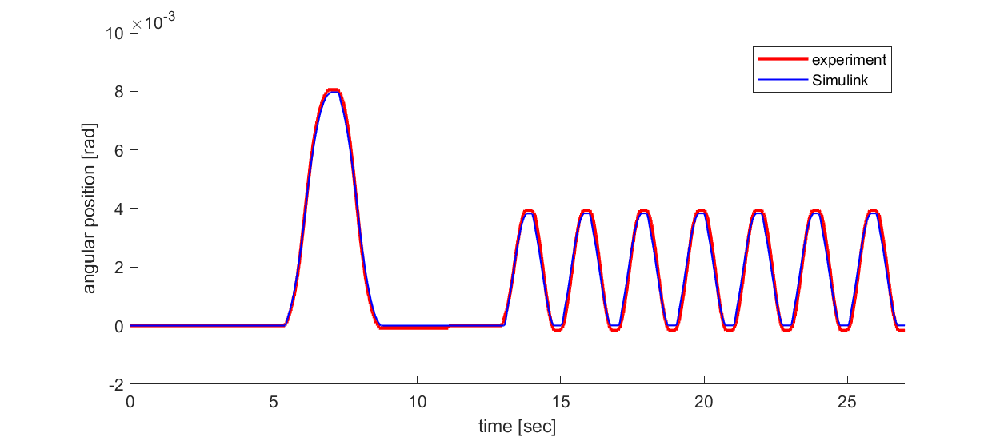 ×10-3
10
8
6
4
2
0
-2
angular position [rad]
experiment
Simulink
0 5 10 15 20 25
time [sec]